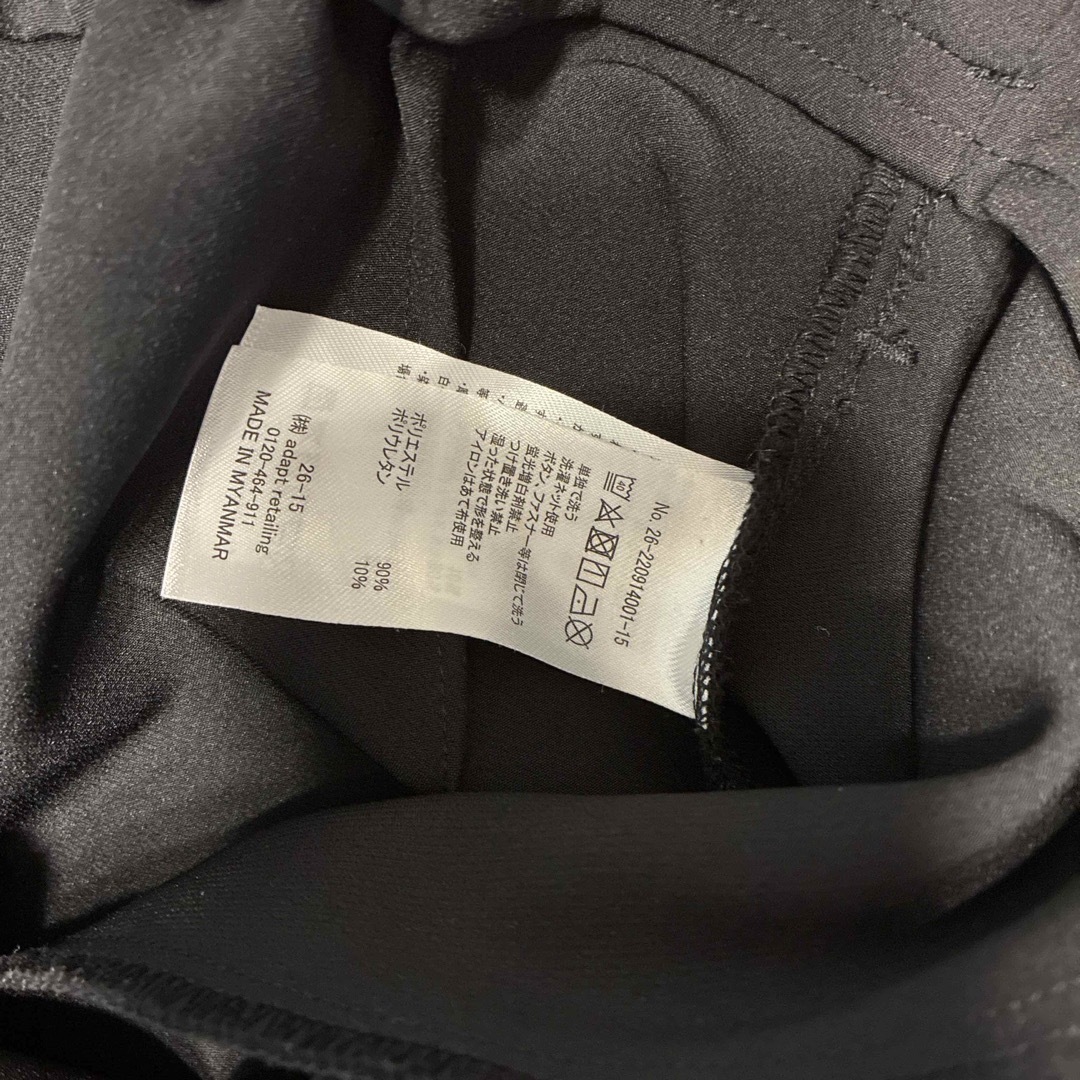 No. 26-220914001-15
40
単独で洗う
洗濯ネット使用
ボタン、ファスナー等は閉じて洗う
蛍光増白剤禁止
つけ置き洗い禁止
湿った状態で形を整える
アイロンはあて布使用
ポリエステル 90%
ポリウレタン 10%
26-15
㈱ adapt retailing
0120-464-911
MADE IN MYANMAR